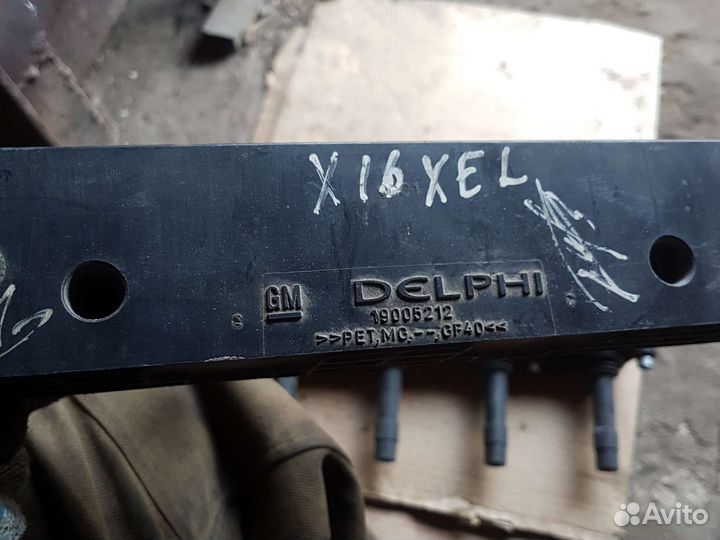 X16XEL
GM DELPHI
19005212
>>PET,MG,--,GF40<<
S
Avito